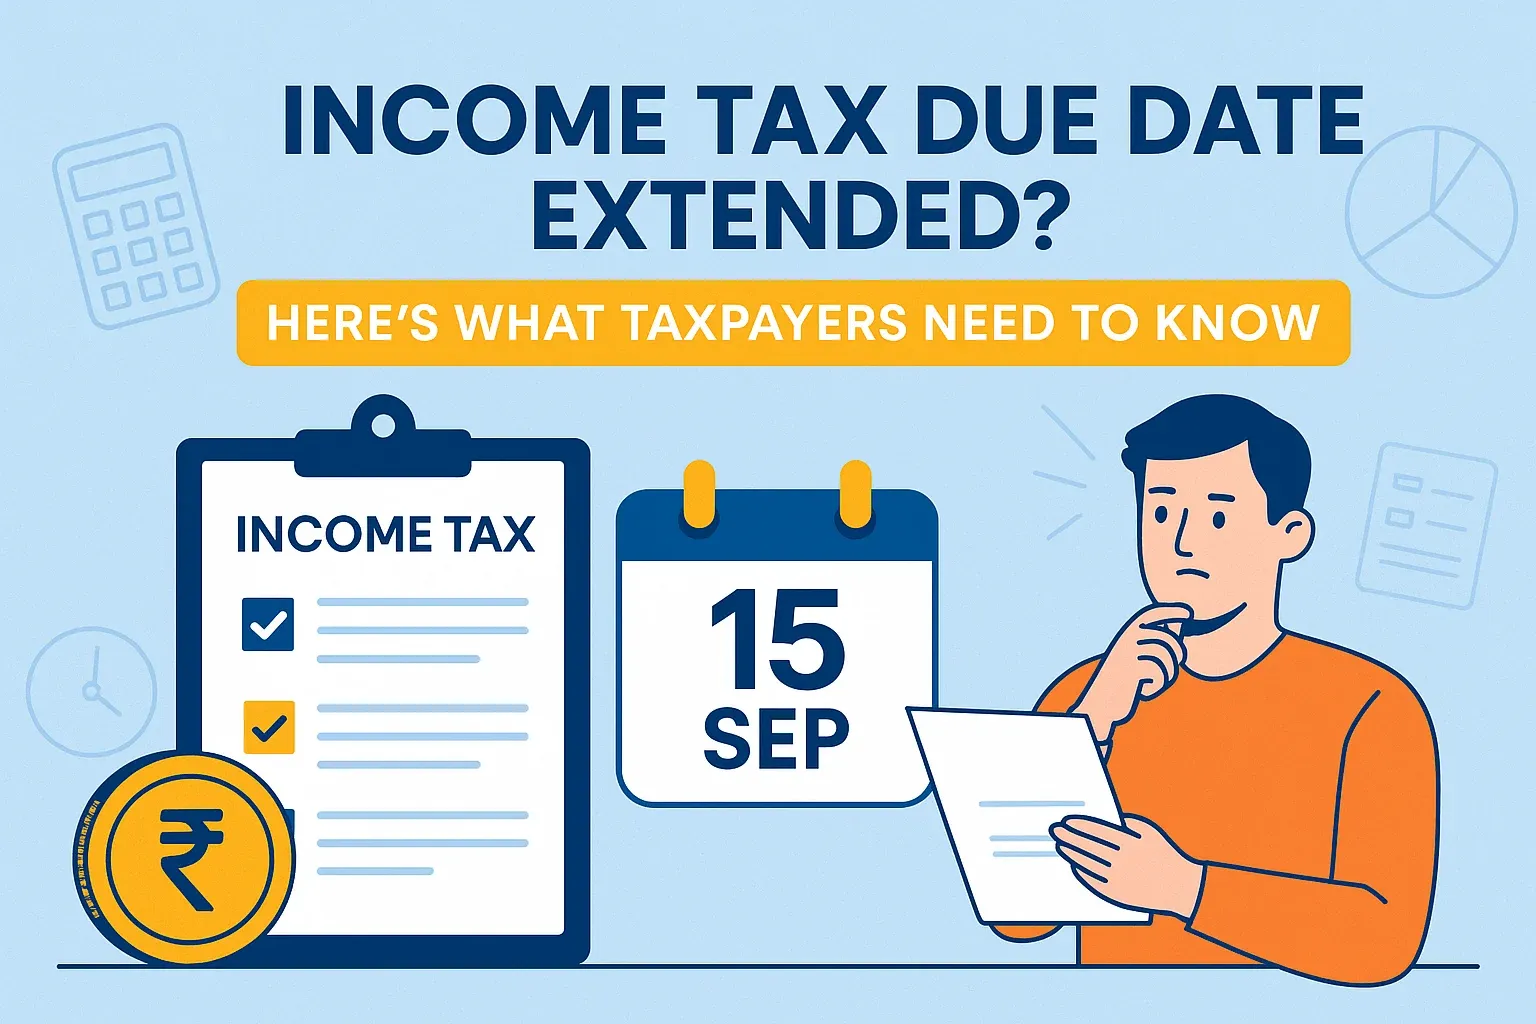 INCOME TAX DUE DATE
EXTENDED?
HERE’S WHAT TAXPAYERS NEED TO KNOW
INCOME TAX
15
SEP
₹